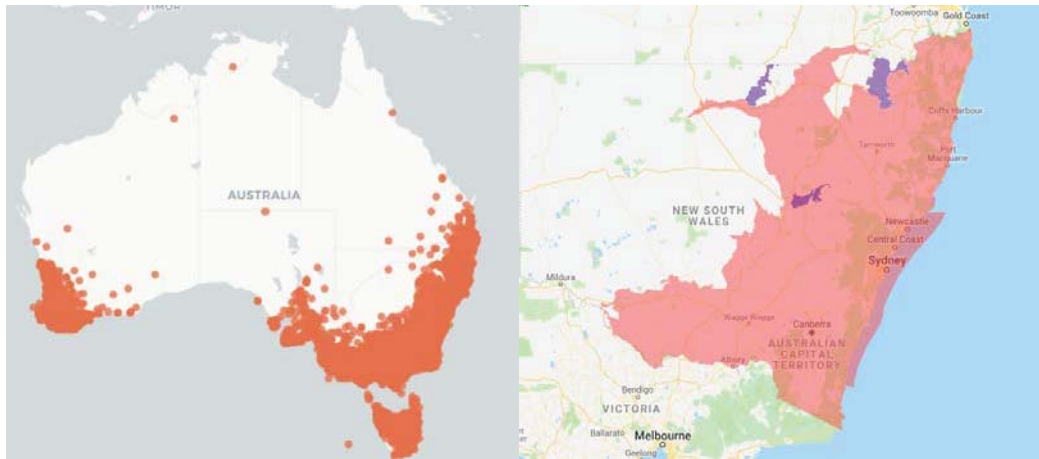 TIMOR
AUSTRALIA
Toowoomba
Gold Coast
Coffs Harbour
Tamworth
Port
Macquarie
NEW SOUTH
WALES
Newcastle
Central Coast
Sydney
Mildura
Wagga Wagga
Canberra
AUSTRALIAN
CAPITAL
TERRITORY
Albury
Bendigo
VICTORIA
Ballarat
Melbourne
Geelong